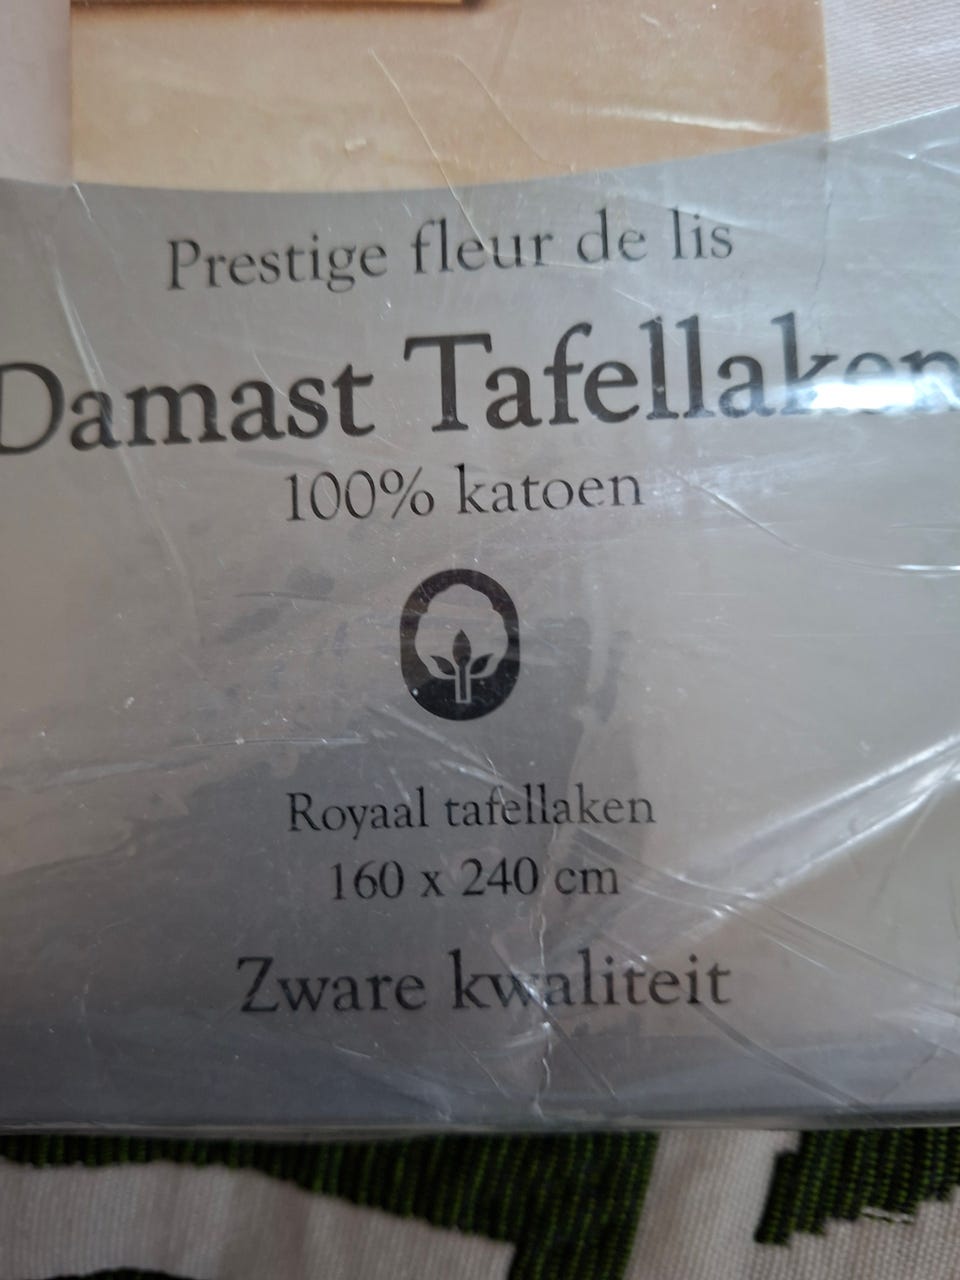 Prestige fleur de lis
Damast Tafellaken
100% katoen
Royaal tafellaken
160 x 240 cm
Zware kwaliteit